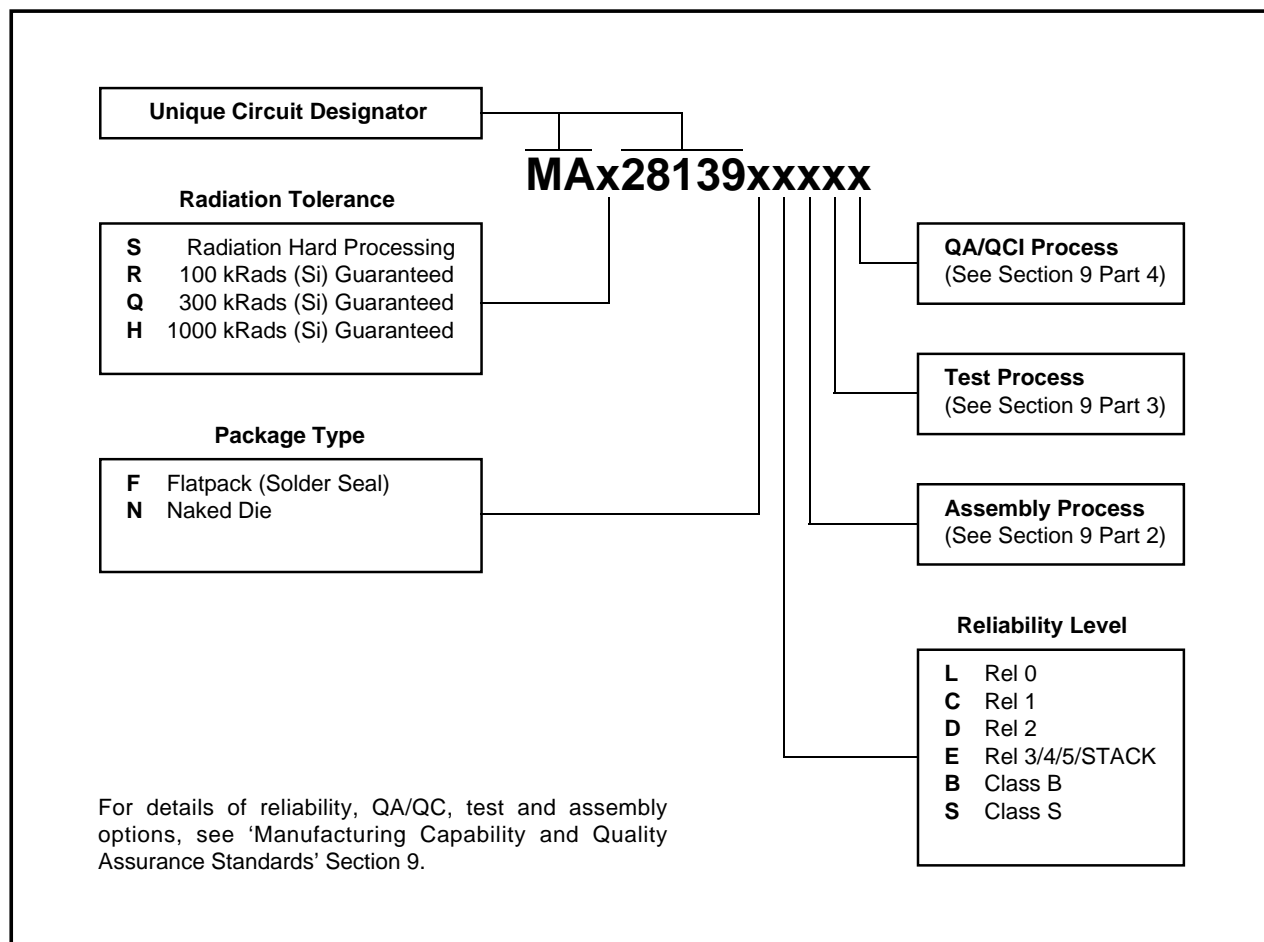 Unique Circuit Designator
MAx28139xxxxx
Radiation Tolerance
S Radiation Hard Processing
R 100 kRads (Si) Guaranteed
Q 300 kRads (Si) Guaranteed
H 1000 kRads (Si) Guaranteed
Package Type
F Flatpack (Solder Seal)
N Naked Die
QA/QCI Process
(See Section 9 Part 4)
Test Process
(See Section 9 Part 3)
Assembly Process
(See Section 9 Part 2)
Reliability Level
L Rel 0
C Rel 1
D Rel 2
E Rel 3/4/5/STACK
B Class B
S Class S
For details of reliability, QA/QC, test and assembly
options, see ‘Manufacturing Capability and Quality
Assurance Standards’ Section 9.